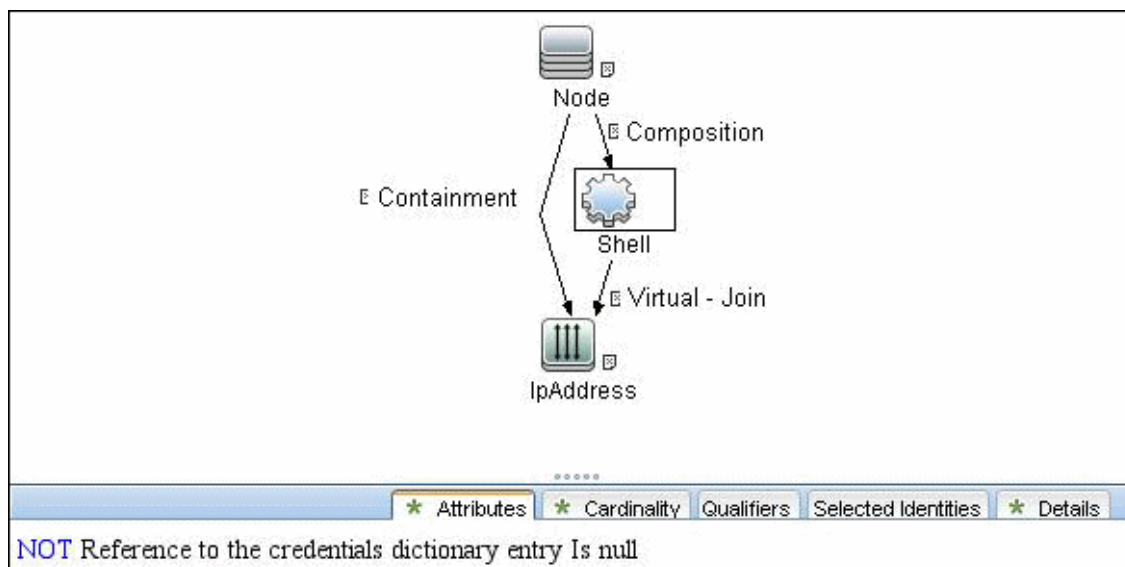 Node
Composition
Containment
Shell
Virtual - Join
IpAddress
* Attributes * Cardinality Qualifiers Selected Identities * Details
NOT Reference to the credentials dictionary entry Is null